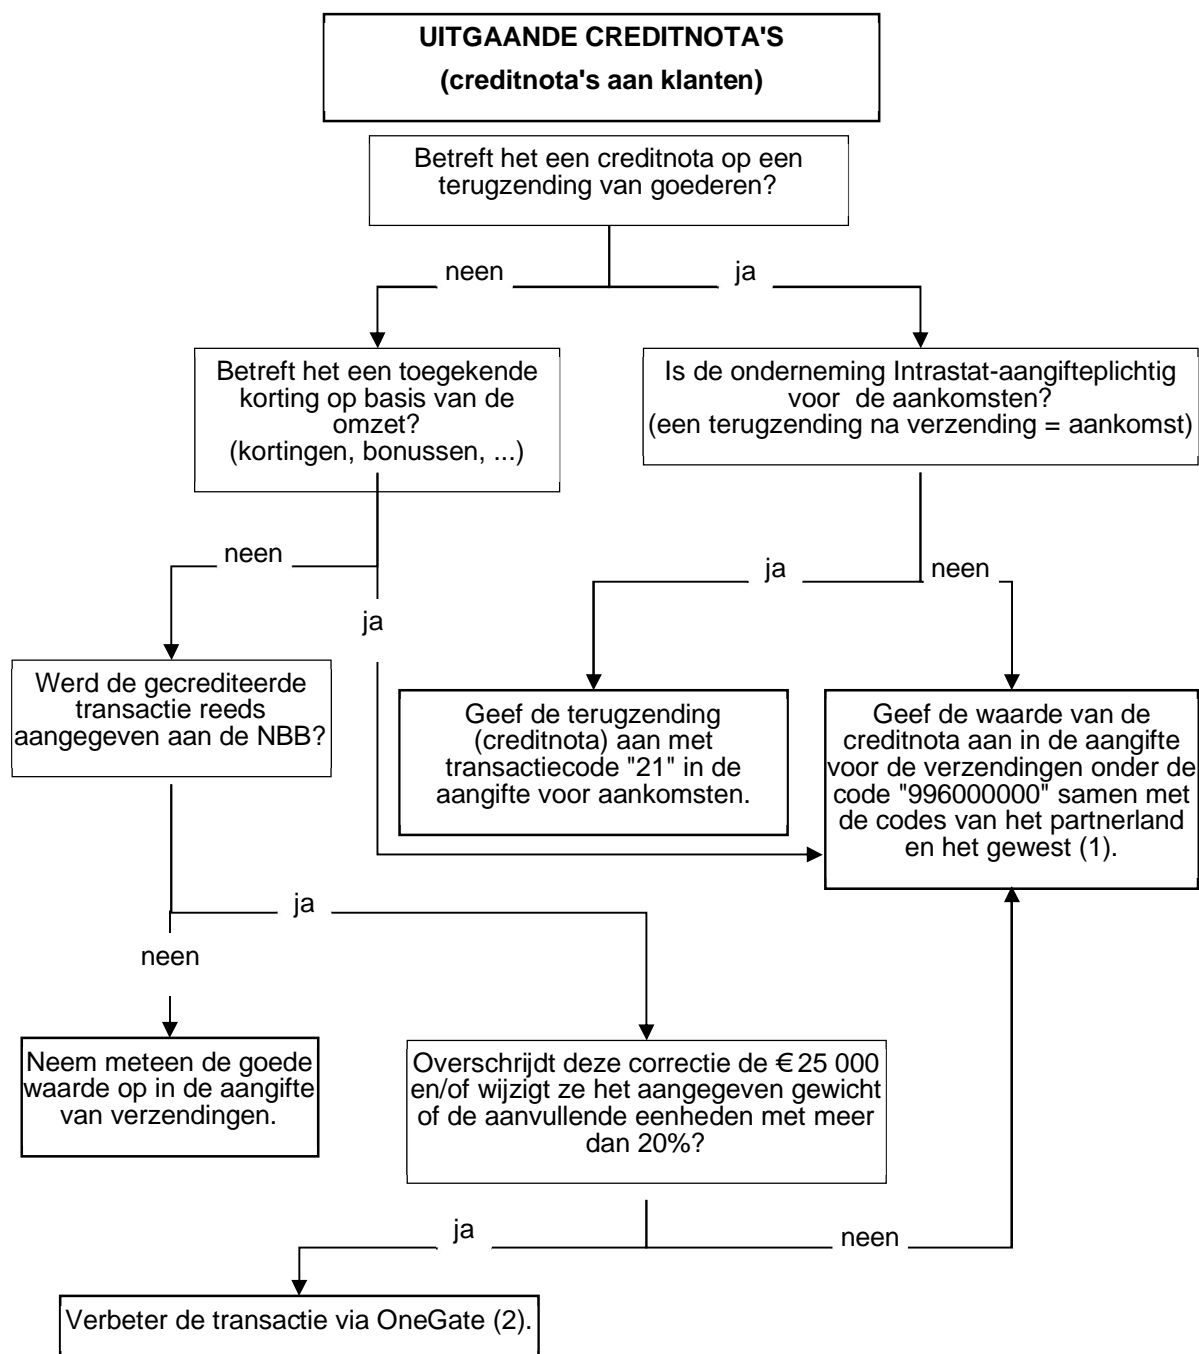 UITGAANDE CREDITNOTA'S
(creditnota's aan klanten)
Betreft het een creditnota op een
terugzending van goederen?
neen
ja
Betreft het een toegekende
korting op basis van de
omzet?
(kortingen, bonussen, ...)
Is de onderneming Intrastat-aangifteplichtig
voor de aankomsten?
(een terugzending na verzending = aankomst)
neen
ja
ja
neen
Werd de gecrediteerde
transactie reeds
aangegeven aan de NBB?
Geef de terugzending
(creditnota) aan met
transactiecode "21" in de
aangifte voor aankomsten.
Geef de waarde van de
creditnota aan in de aangifte
voor de verzendingen onder de
code "996000000" samen met
de codes van het partnerland
en het gewest (1).
ja
neen
Neem meteen de goede
waarde op in de aangifte
van verzendingen.
Overschrijdt deze correctie de € 25 000
en/of wijzigt ze het aangegeven gewicht
of de aanvullende eenheden met meer
dan 20%?
ja
neen
Verbeter de transactie via OneGate (2).